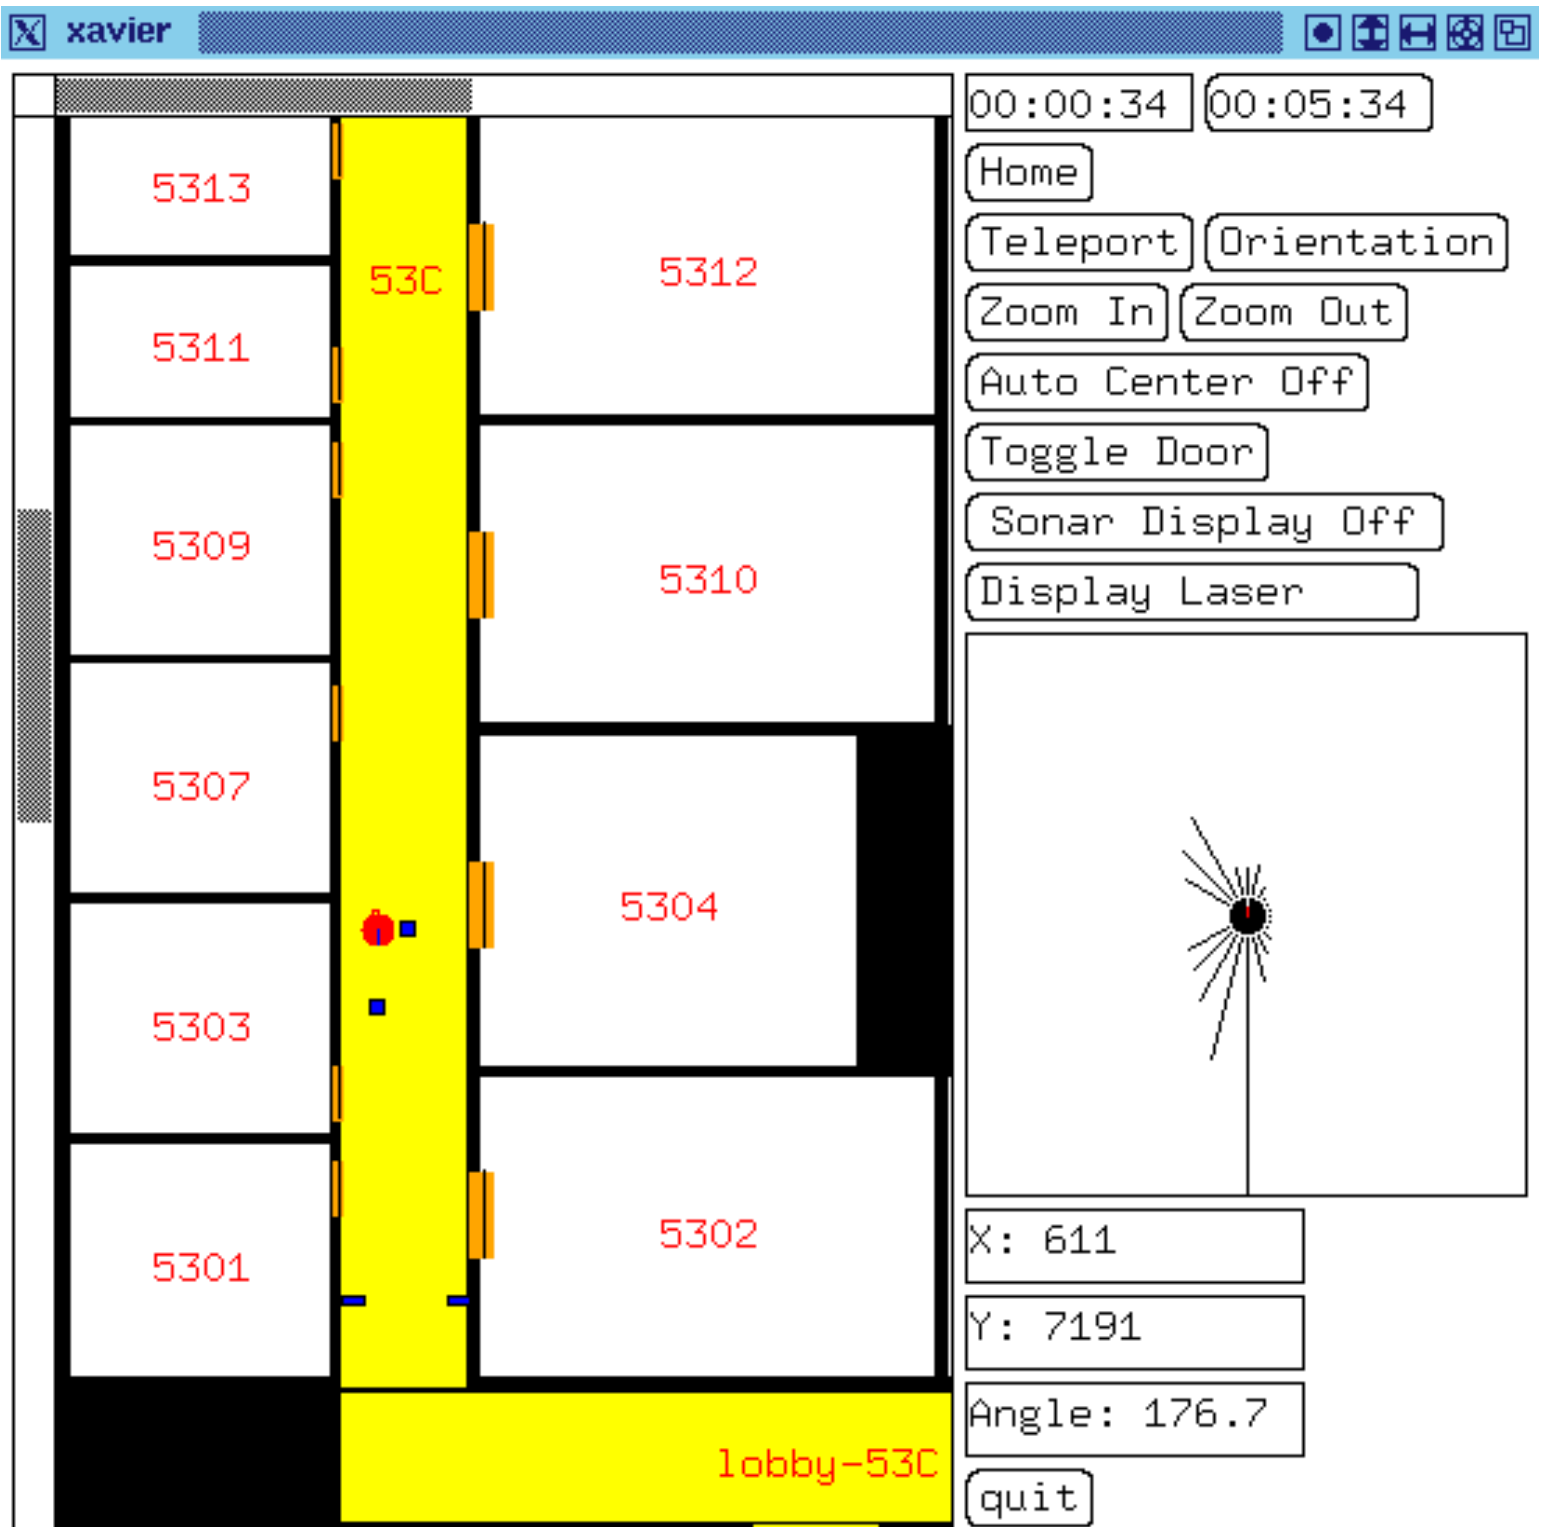 X xavier
00:00:34 00:05:34
Home
Teleport Orientation
Zoom In Zoom Out
Auto Center Off
Toggle Door
Sonar Display Off
Display Laser
5313
53C
5312
5311
5309
5310
5307
5304
5303
5302
5301
lobby-53C
X: 611
Y: 7191
Angle: 176.7
quit